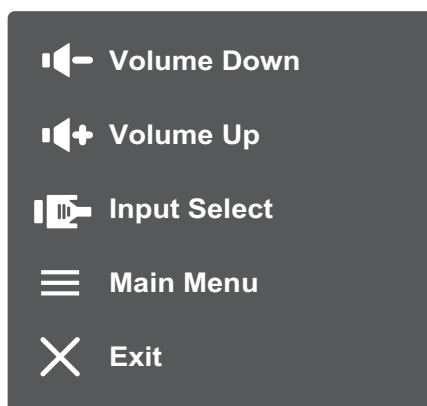 Volume Down
Volume Up
Input Select
Main Menu
Exit